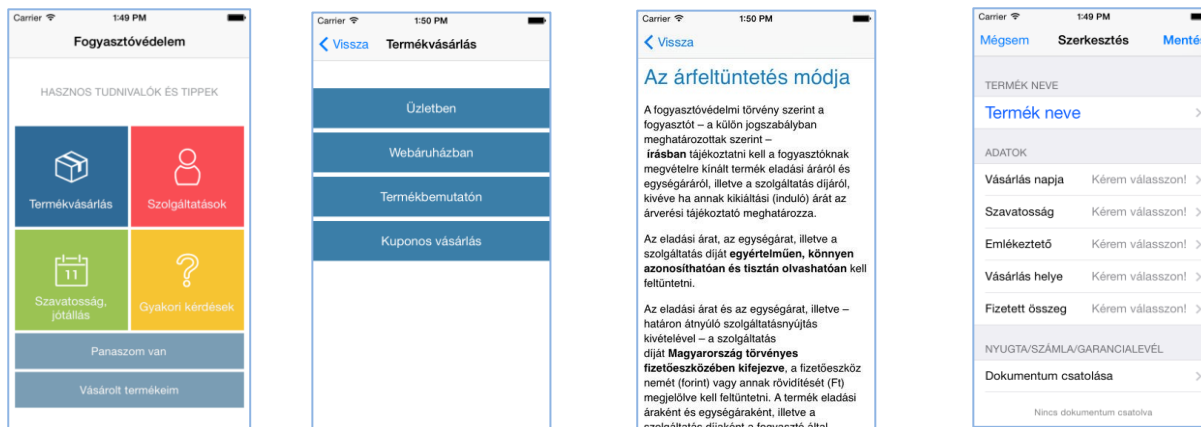 Carrier 1:49 PM
Fogyasztóvédelem
HASZNOS TUDNIVALÓK ÉS TIPPEK
Termékvásárlás
Szolgáltatások
11
Szavatosság,
jótállás
?
Gyakori kérdések
Panaszom van
Vásárolt termékeim
Carrier 1:50 PM
Vissza Termékvásárlás
Üzletben
Webáruházban
Termékbemutatón
Kuponos vásárlás
Carrier 1:50 PM
Vissza
Az árfeltüntetés módja
A fogyasztóvédelmi törvény szerint a
fogyasztót – a külön jogszabályban
meghatározottak szerint –
írásban tájékoztatni kell a fogyasztóknak
megvételre kínált termék eladási áráról és
egységáráról, illetve a szolgáltatás díjáról,
kivéve ha annak kikiáltási (induló) árát az
árverési tájékoztató meghatározza.
Az eladási árat, az egységárat, illetve a
szolgáltatás díját egyértelműen, könnyen
azonosíthatóan és tisztán olvashatóan kell
feltüntetni.
Az eladási árat és az egységárat, illetve –
határon átnyúló szolgáltatásnyújtás
kivételével – a szolgáltatás
díját Magyarország törvényes
fizetőeszközében kifejezve, a fizetőeszköz
nemét (forint) vagy annak rövidítését (Ft)
megjelölve kell feltüntetni. A termék eladási
áraként és egységáraként, illetve a
szolgáltatás díjaként a fogyasztó által
Carrier 1:49 PM
Mégsem Szerkesztés Mentés
TERMÉK NEVE
Termék neve
ADATOK
Vásárlás napja Kérem válasszon!
Szavatosság Kérem válasszon!
Emlékeztető Kérem válasszon!
Vásárlás helye Kérem válasszon!
Fizetett összeg Kérem válasszon!
NYUGTA/SZÁMLA/GARANCIALEVÉL
Dokumentum csatolása
Nincs dokumentum csatolva